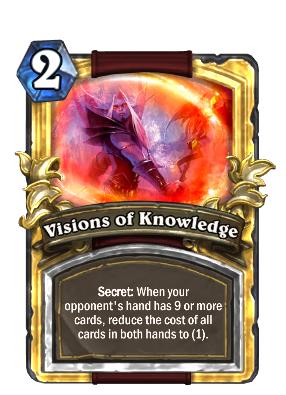 2
Visions of Knowledge
Secret: When your
opponent's hand has 9 or more
cards, reduce the cost of all
cards in both hands to (1).